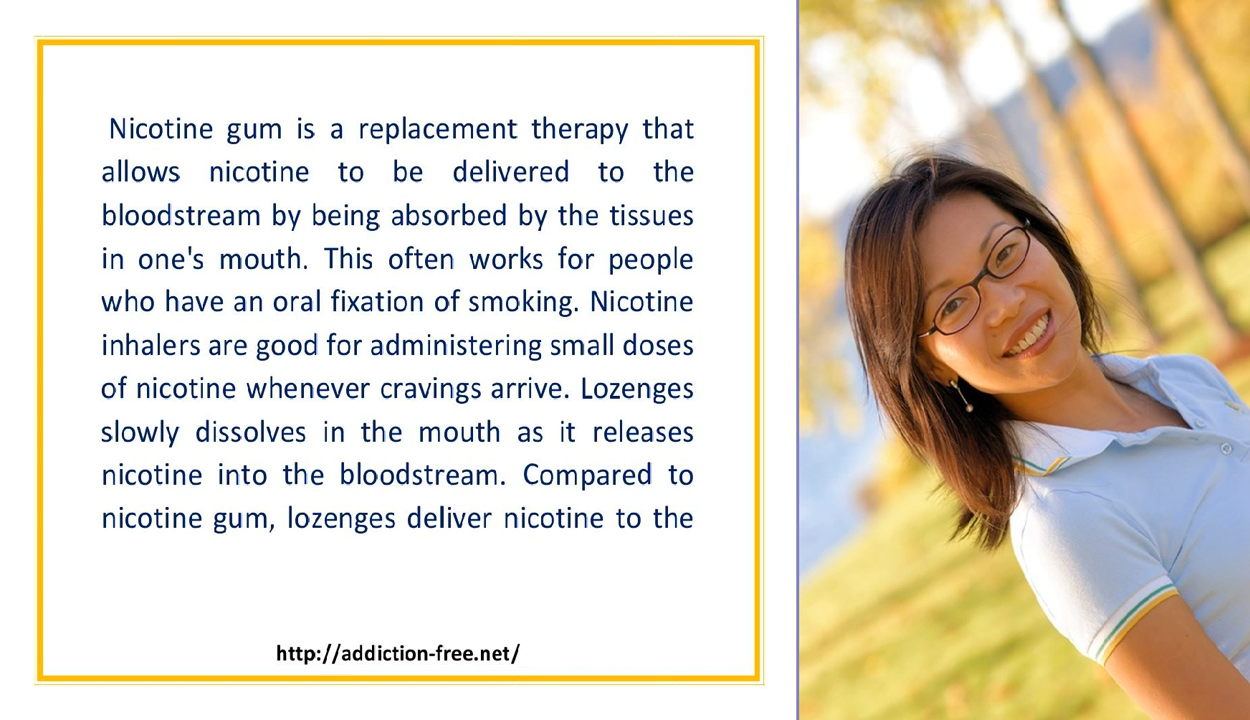 Nicotine gum is a replacement therapy that
allows nicotine to be delivered to the
bloodstream by being absorbed by the tissues
in one's mouth. This often works for people
who have an oral fixation of smoking. Nicotine
inhalers are good for administering small doses
of nicotine whenever cravings arrive. Lozenges
slowly dissolves in the mouth as it releases
nicotine into the bloodstream. Compared to
nicotine gum, lozenges deliver nicotine to the
http://addiction-free.net/